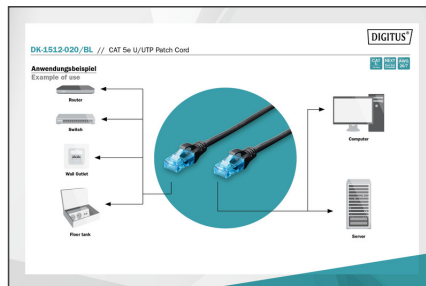 DIGITUS®
DK-1512-020/BL // CAT 5e U/UTP Patch Cord
Anwendungsbeispiel
Example of use
Router
Switch
Wall Outlet
Floor tank
Computer
Server